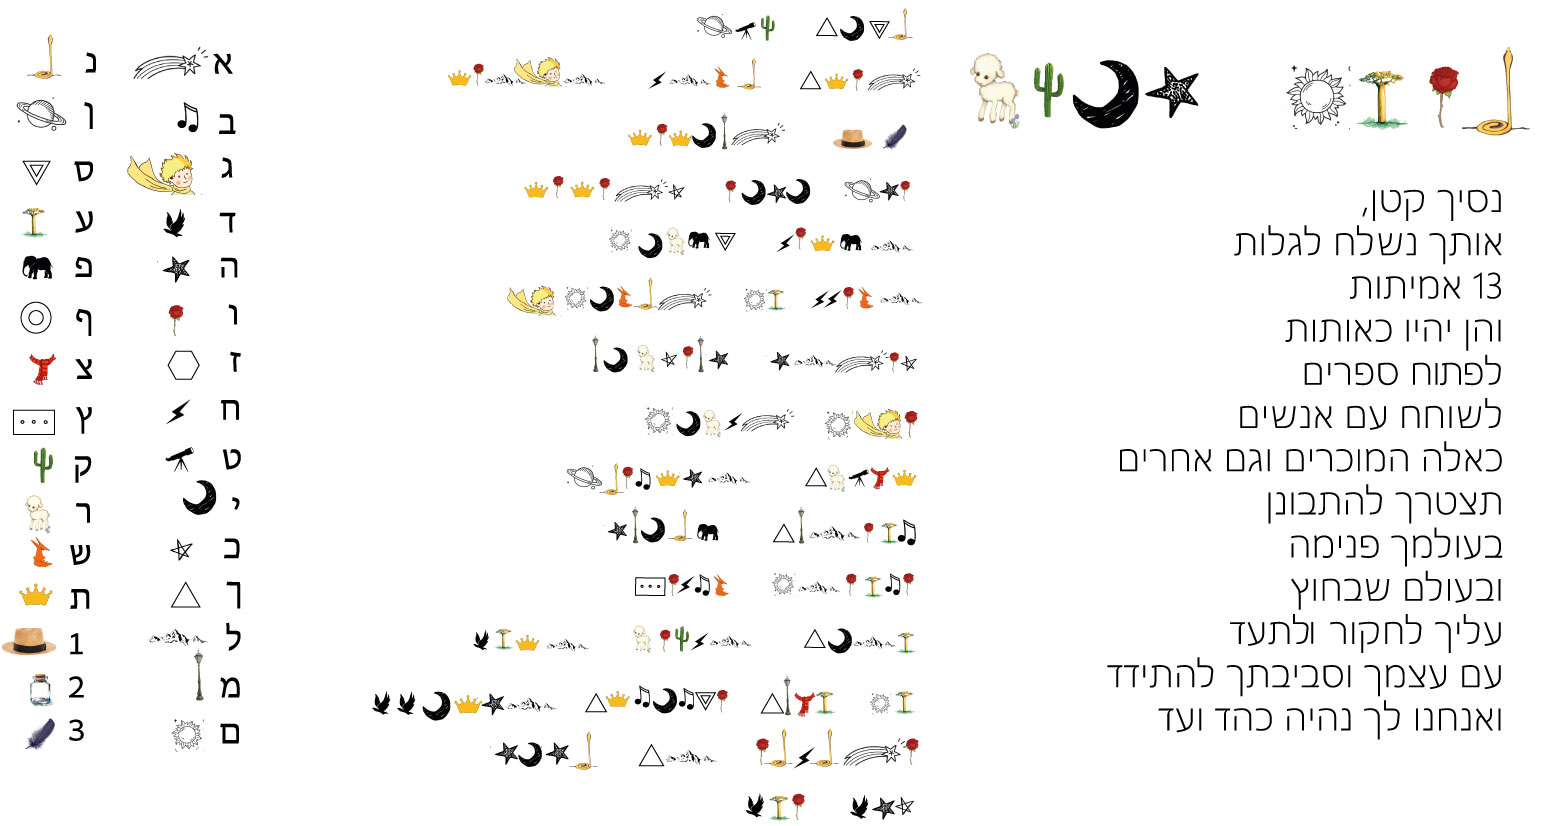 נסיך קטן,
אותך נשלח לגלות
13 אמיתות
והן יהיו כאותות
לפתוח ספרים
לשוחח עם אנשים
כאלה המוכרים וגם אחרים
תצטרך להתבונן
בעולמך פנימה
ובעולם שבחוץ
עליך לחקור ולתעד
עם עצמך וסביבתך להתידד
ואנחנו לך נהיה כהד ועד
א נ
ב ן
ג ס
ד ע
ה פ
ו ף
ז צ
ח ץ
ט ק
י ר
כ ש
ך ת
ל 1
מ 2
ם 3